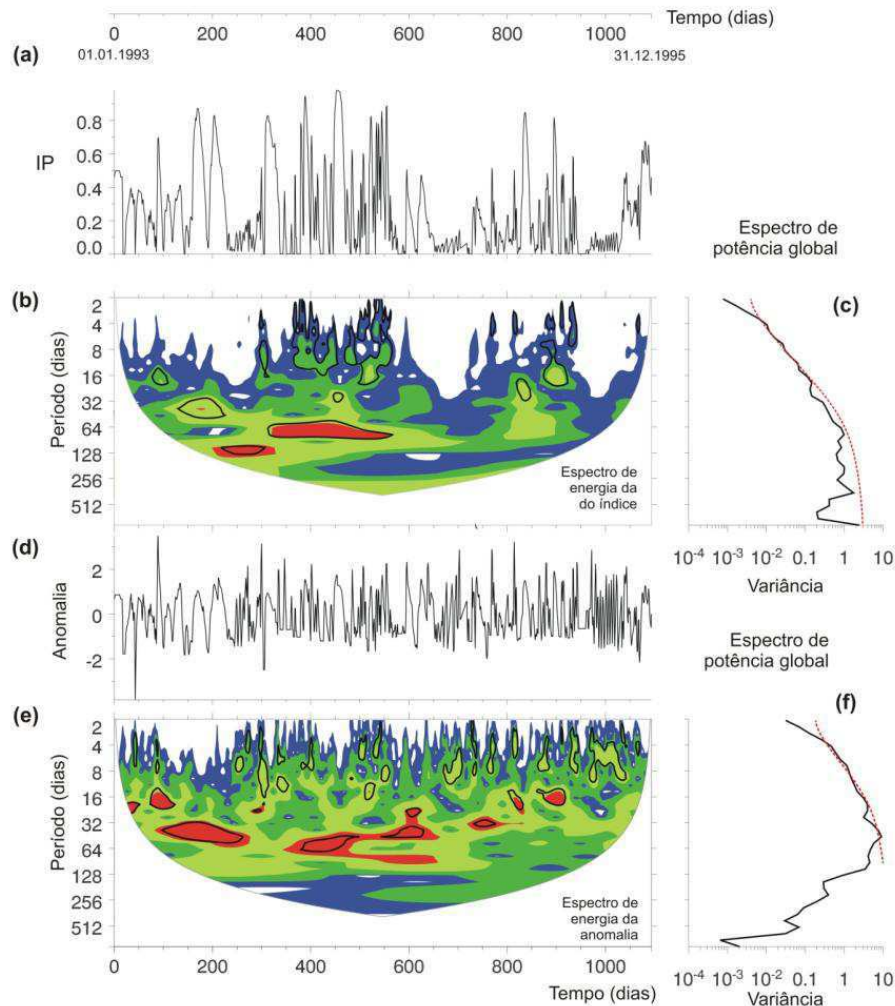 Tempo (dias)
0 200 400 600 800 1000
01.01.1993 31.12.1995
(a)
0.8
0.6
IP
0.4
0.2
0.0
Espectro de
potência global
(b)
(c)
2
4
8
16
32
64
128
256
512
Período (dias)
Espectro de
energia da
do índice
10-4 10-3 10-2 0.1 1 10
Variância
(d)
2
0
-2
Anomalia
Espectro de
potência global
(e)
(f)
2
4
8
16
32
64
128
256
512
Período (dias)
Espectro de
energia da
anomalia
0 200 400 600 800 1000
Tempo (dias)
10-4 10-3 10-2 0.1 1 10
Variância